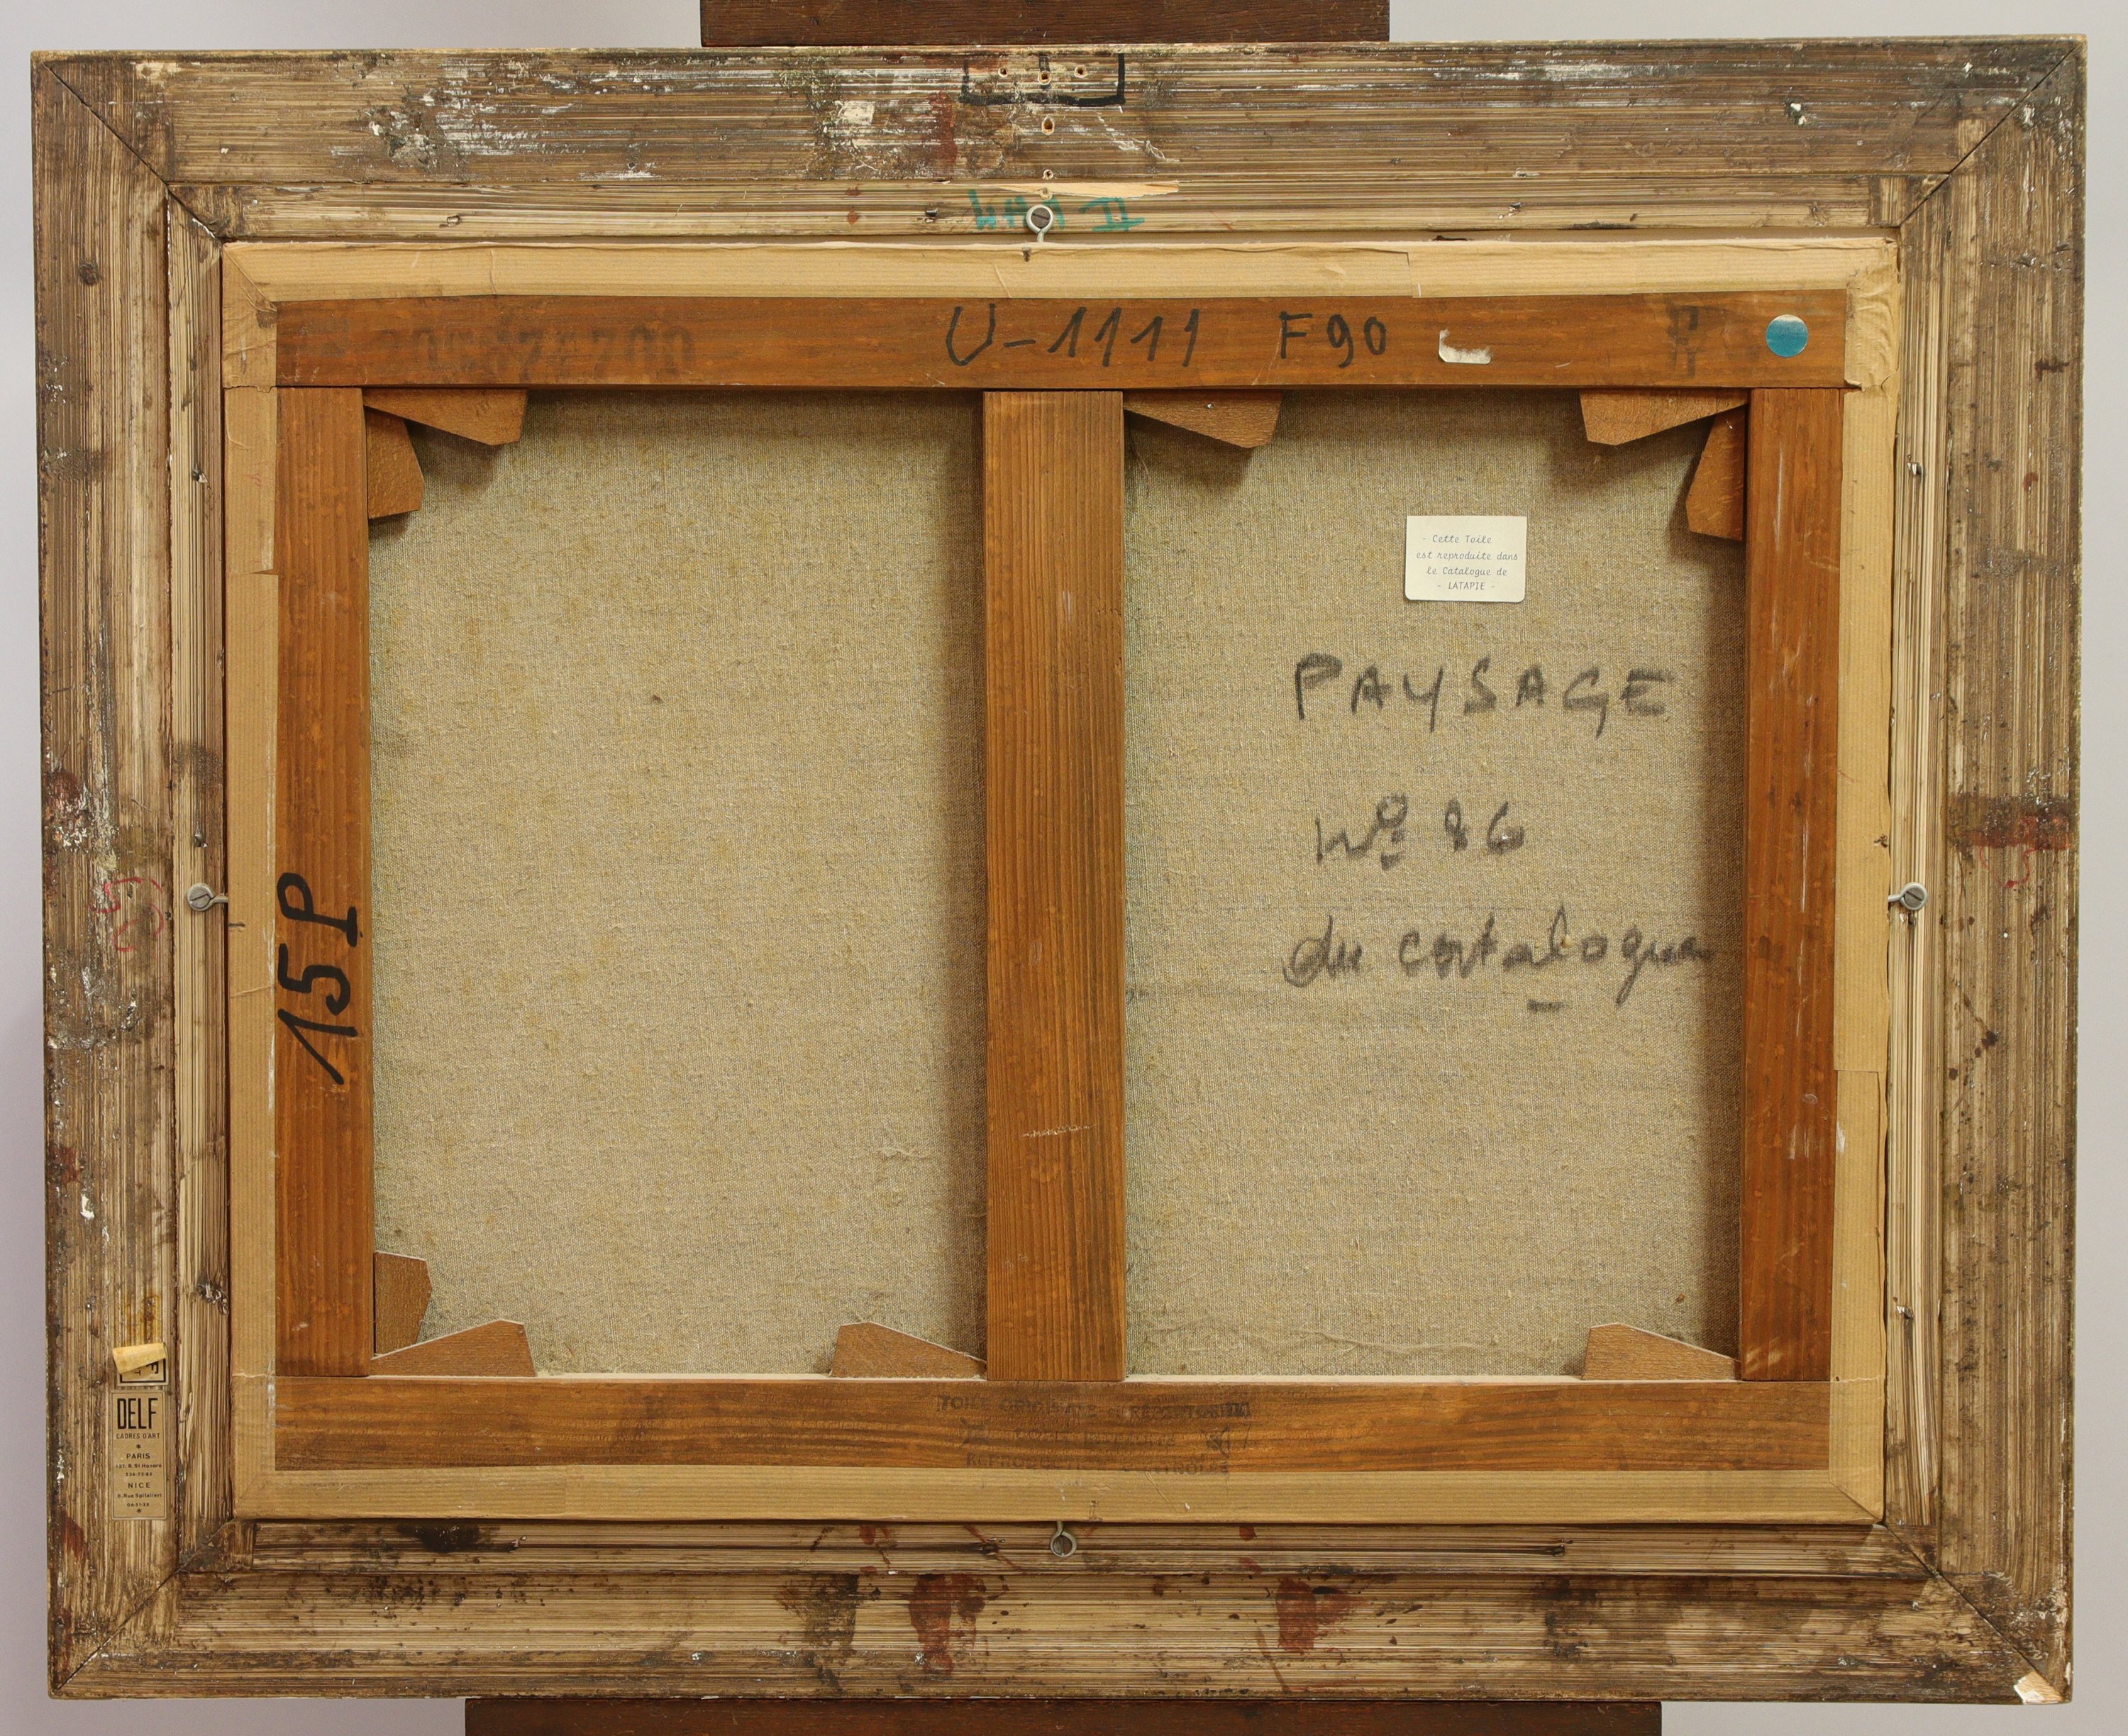 U-1111 F90
- Cette Toile
est reproduite dans
le Catalogue de
- LATAPIE -
PAYSAGE
Nº 86
du catalogue
15P
DELF
CADRES D'ART
PARIS
NICE